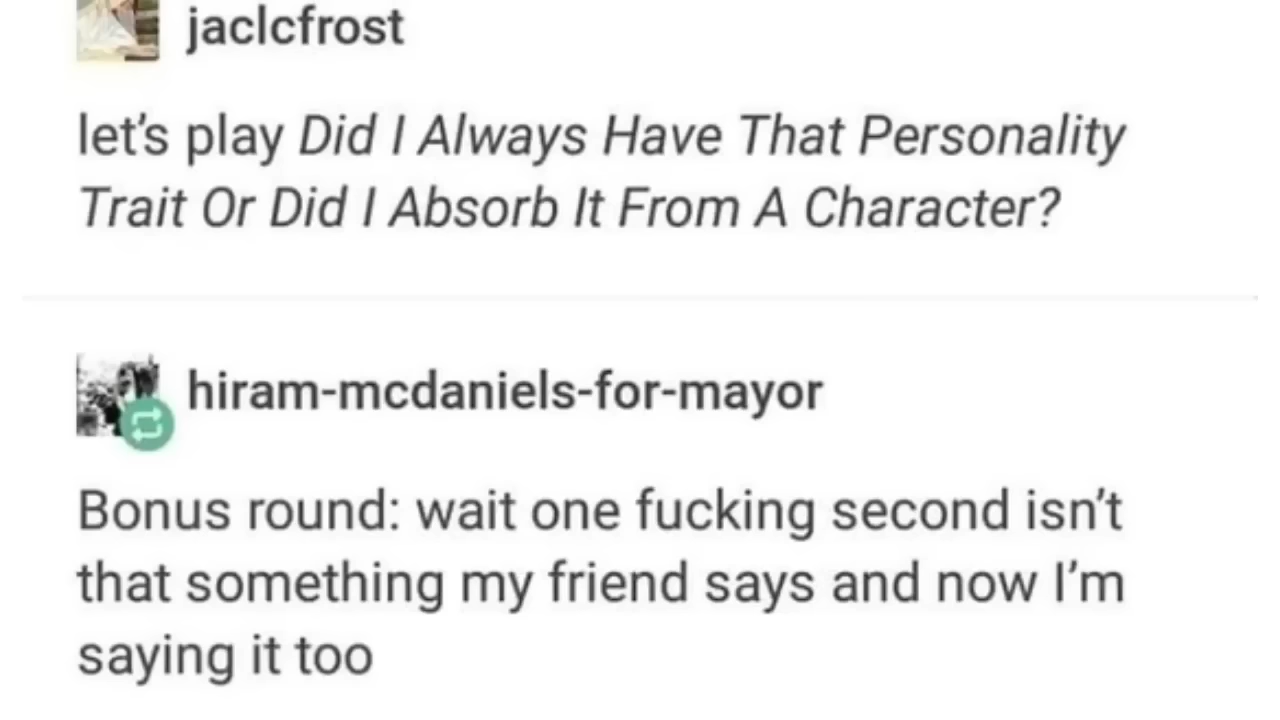 jaclcfrost
let's play Did I Always Have That Personality
Trait Or Did I Absorb It From A Character?
hiram-mcdaniels-for-mayor
Bonus round: wait one fucking second isn't
that something my friend says and now I'm
saying it too